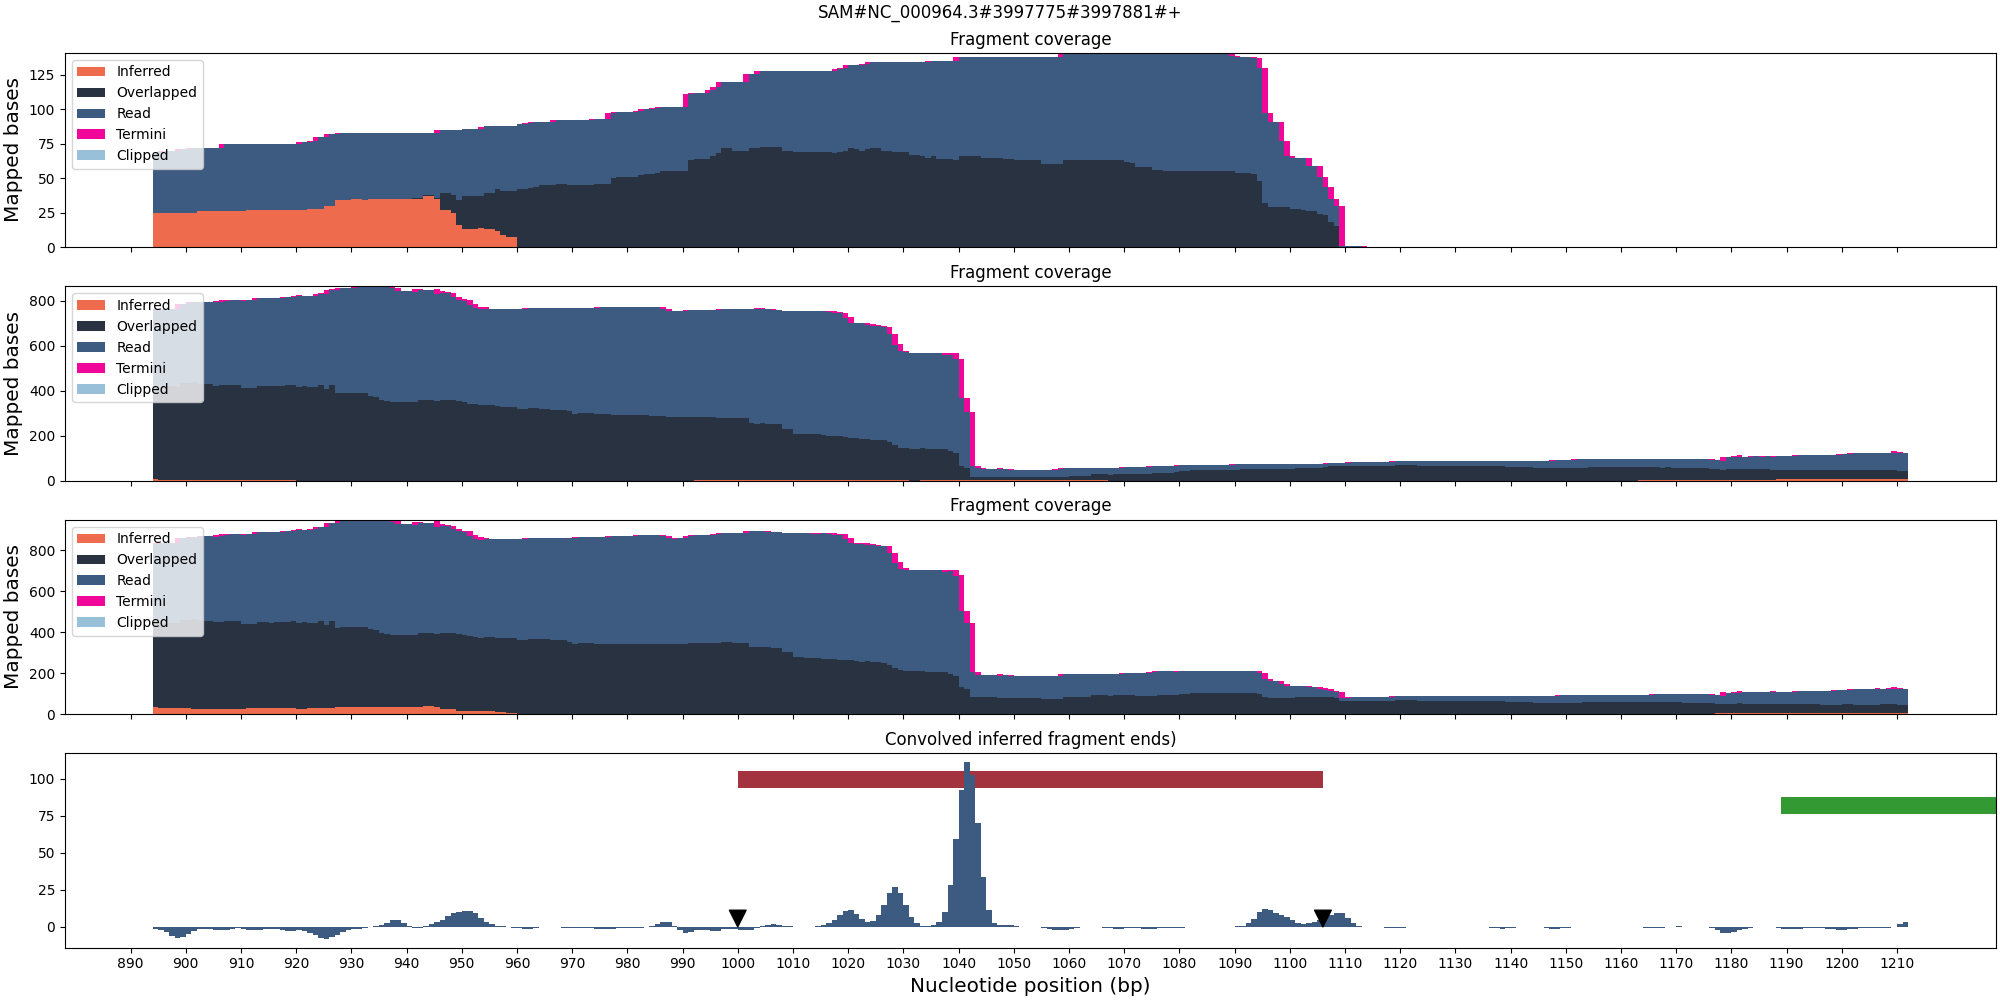 SAM#NC_000964.3#3997775#3997881#+
Fragment coverage
Mapped bases
125
100
75
50
25
0
Inferred
Overlapped
Read
Termini
Clipped
Fragment coverage
Mapped bases
800
600
400
200
0
Inferred
Overlapped
Read
Termini
Clipped
Fragment coverage
Mapped bases
800
600
400
200
0
Inferred
Overlapped
Read
Termini
Clipped
Convolved inferred fragment ends)
100
75
50
25
0
890 900 910 920 930 940 950 960 970 980 990 1000 1010 1020 1030 1040 1050 1060 1070 1080 1090 1100 1110 1120 1130 1140 1150 1160 1170 1180 1190 1200 1210
Nucleotide position (bp)